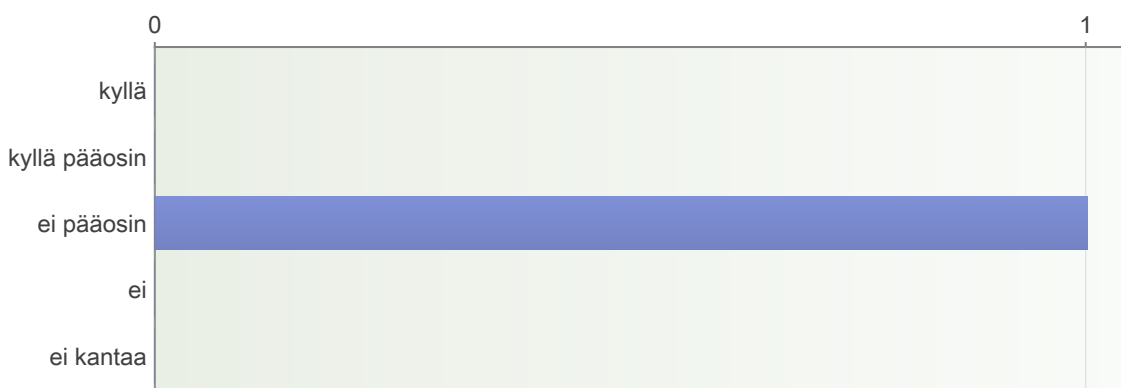 0 1
kyllä
kyllä pääosin
ei pääosin
ei
ei kantaa